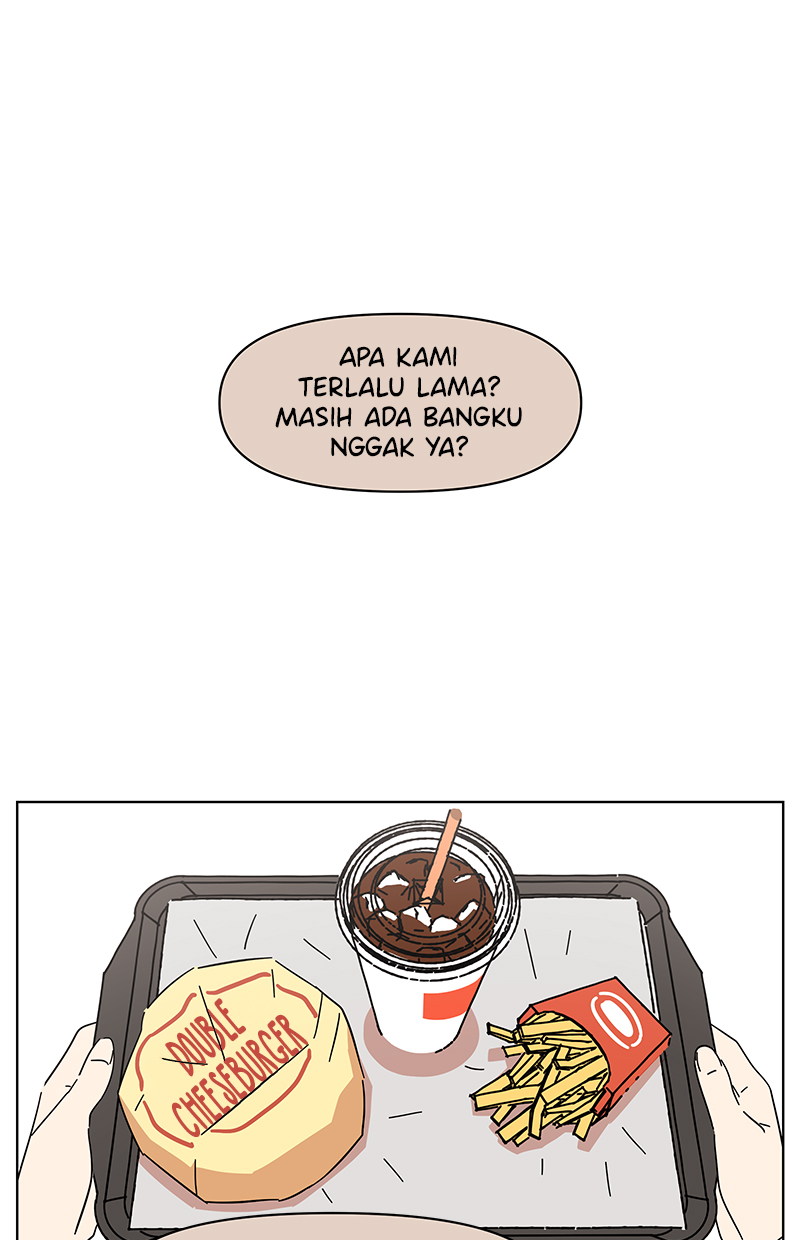 APA KAMI
TERLALU LAMA?
MASIH ADA BANGKU
NGGAK YA?
DOUBLE
CHEESEBURGER